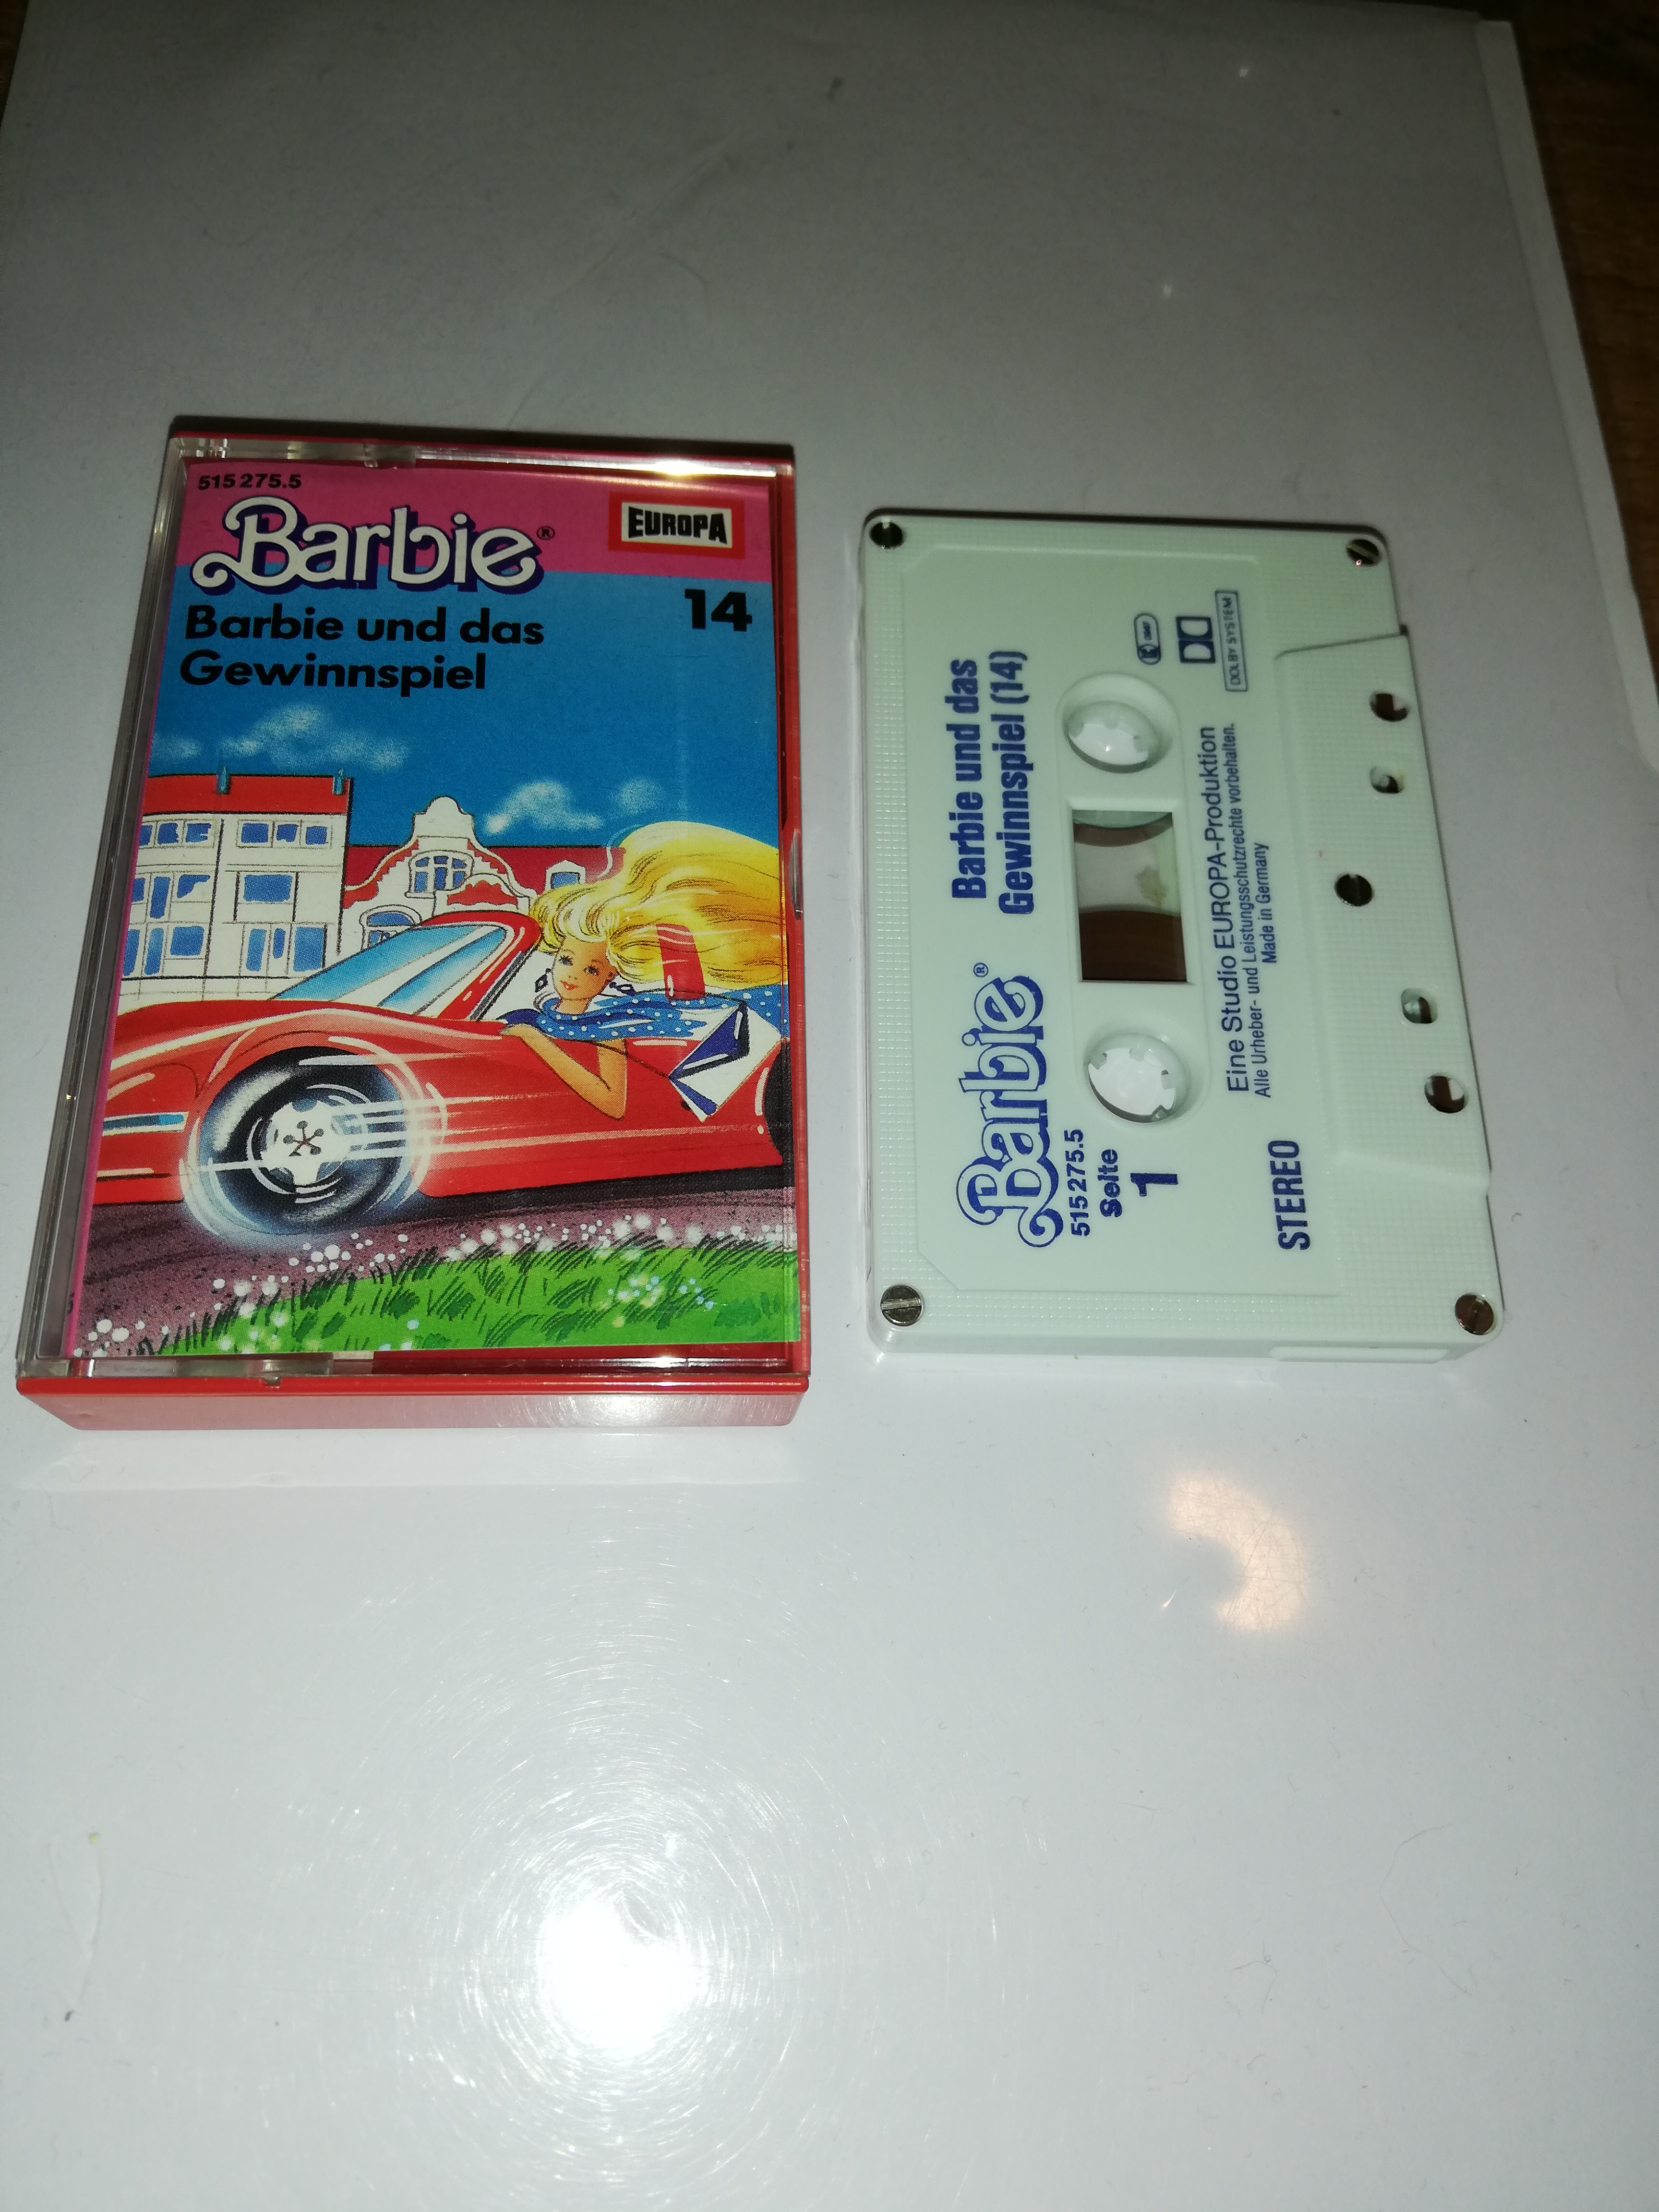 515 275.5
Barbie®
EUROPA
Barbie und das
Gewinnspiel
14
Barbie und das
Gewinnspiel (14)
Barbie®
515 275.5
Seite
1
DOLBY SYSTEM
Eine Studio EUROPA-Produktion
Alle Urheber- und Leistungsschutzrechte vorbehalten.
Made in Germany
STEREO